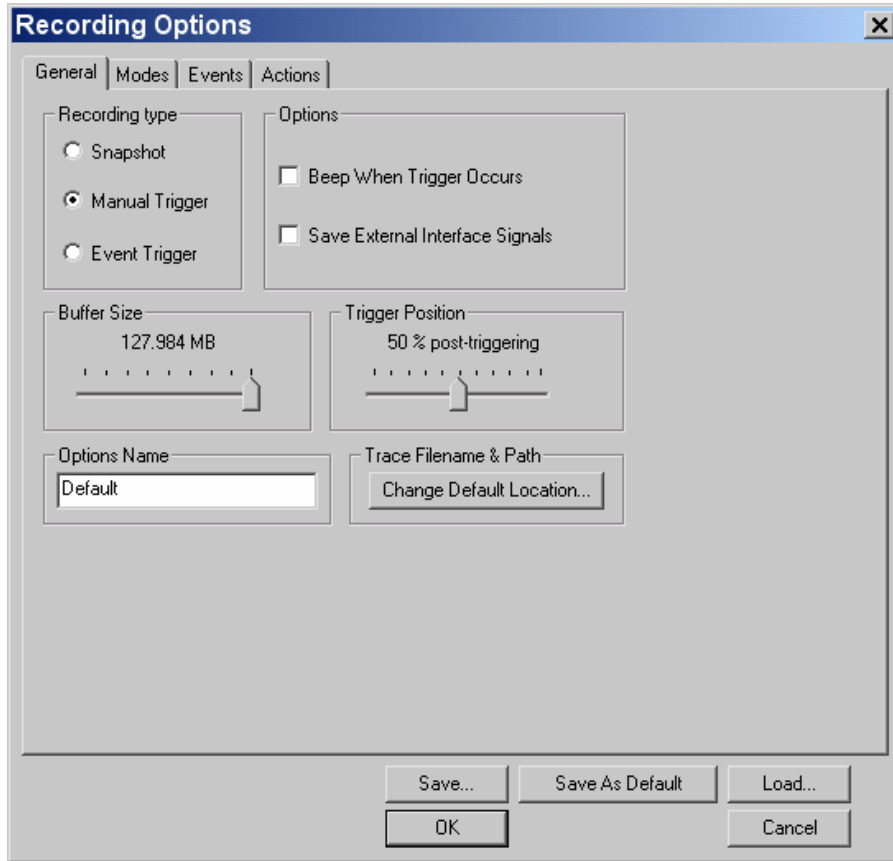 Recording Options
General Modes Events Actions
Recording type
Snapshot
Manual Trigger
Event Trigger
Options
Beep When Trigger Occurs
Save External Interface Signals
Buffer Size
127.984 MB
Trigger Position
50 % post-triggering
Options Name
Default
Trace Filename & Path
Change Default Location...
Save... Save As Default Load...
OK Cancel